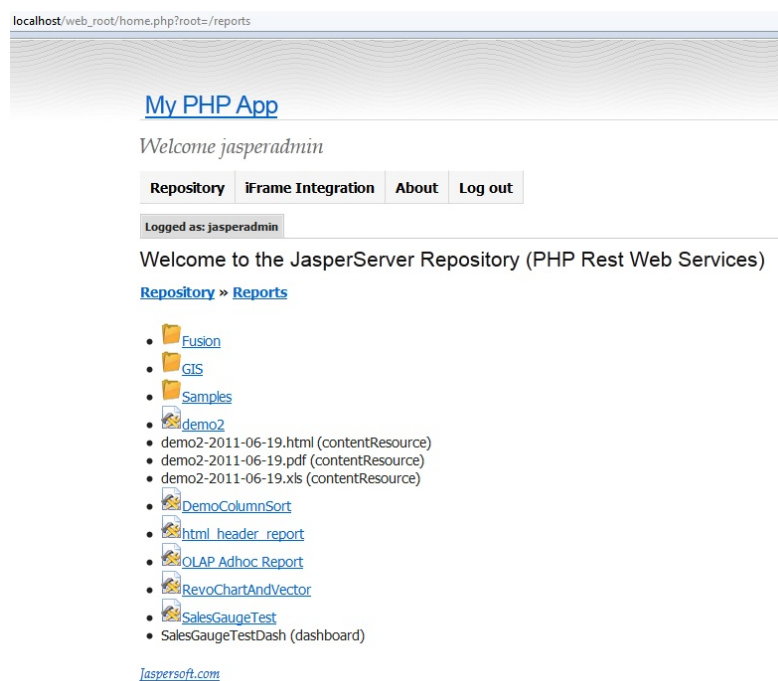 localhost/web_root/home.php?root=/reports
My PHP App
Welcome jasperadmin
Repository iFrame Integration About Log out
Logged as: jasperadmin
Welcome to the JasperServer Repository (PHP Rest Web Services)
Repository » Reports
• Fusion
• GIS
• Samples
• demo2
• demo2-2011-06-19.html (contentResource)
• demo2-2011-06-19.pdf (contentResource)
• demo2-2011-06-19.xls (contentResource)
• DemoColumnSort
• html_header_report
• OLAP Adhoc Report
• RevoChartAndVector
• SalesGaugeTest
• SalesGaugeTestDash (dashboard)
Jaspersoft.com